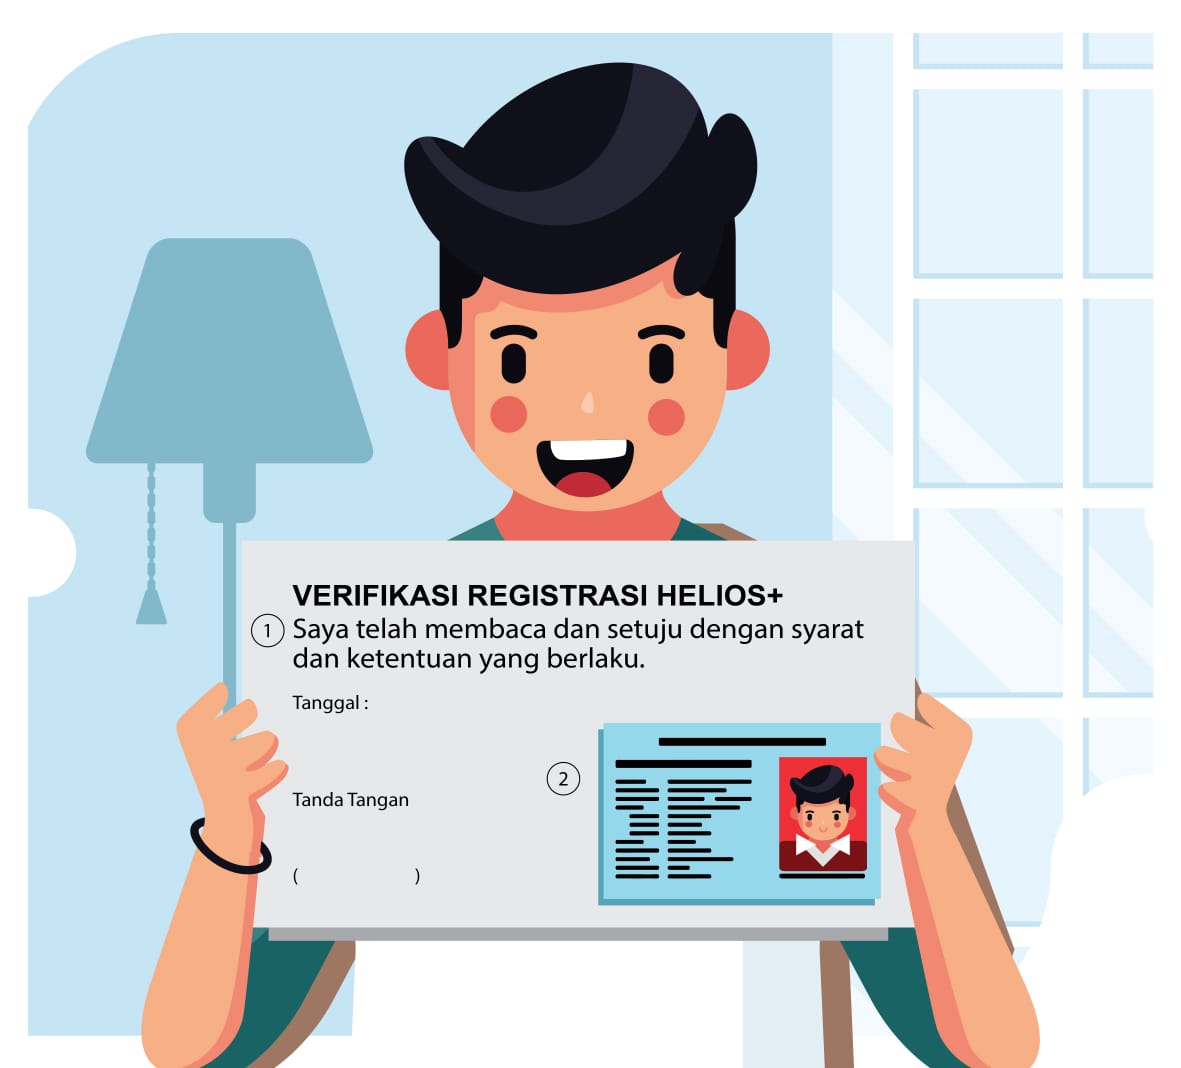 VERIFIKASI REGISTRASI HELIOS+
1 Saya telah membaca dan setuju dengan syarat
dan ketentuan yang berlaku.
Tanggal :
2
Tanda Tangan
( )